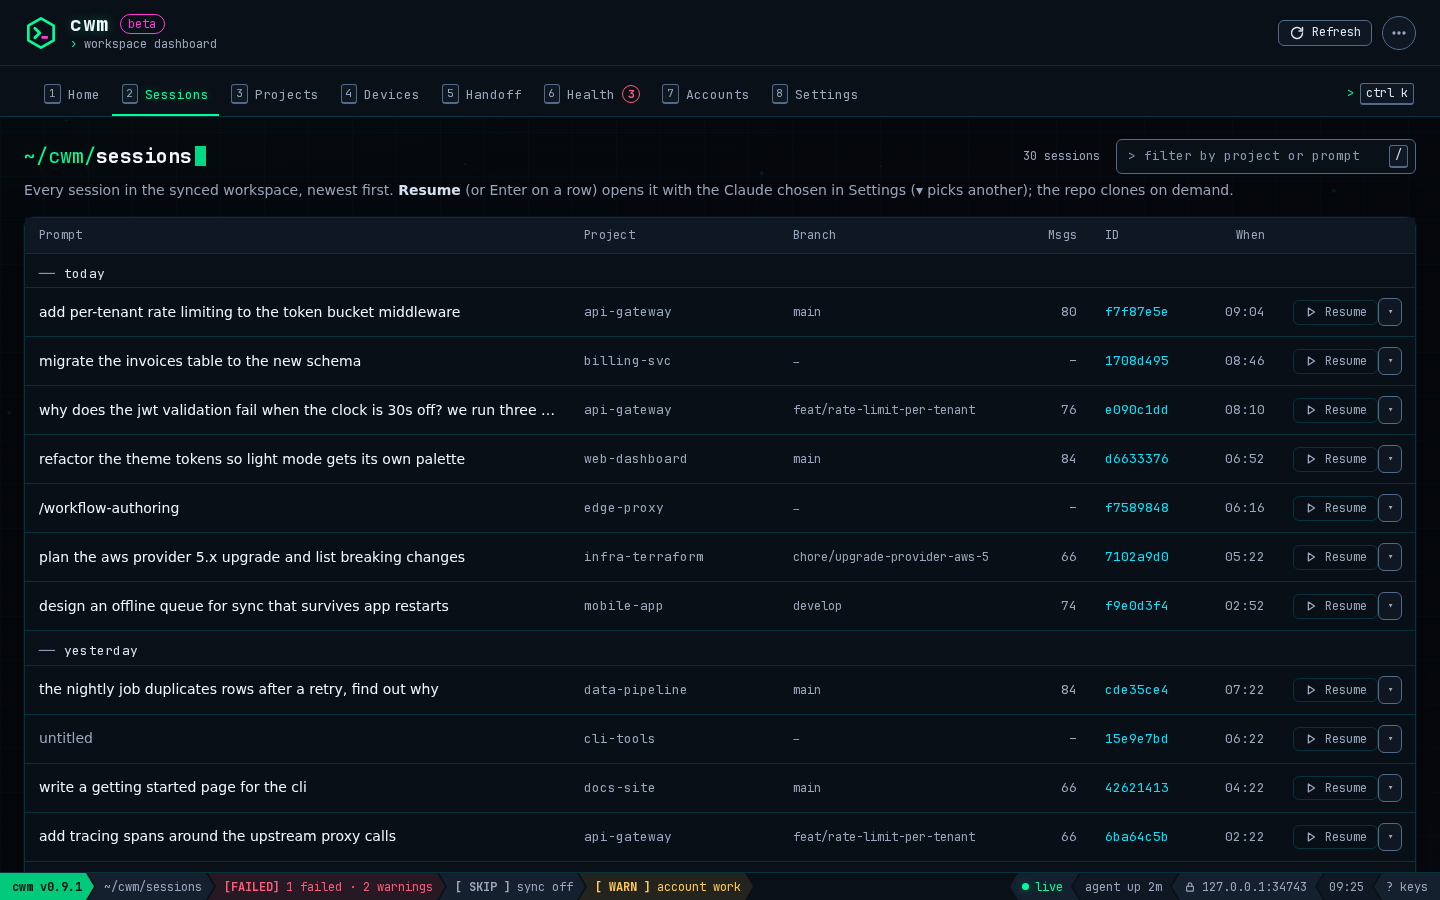 cwm beta
› workspace dashboard
Refresh
1 Home 2 Sessions 3 Projects 4 Devices 5 Handoff 6 Health 3 7 Accounts 8 Settings > ctrl k
~/cwm/sessions 30 sessions > filter by project or prompt /
Every session in the synced workspace, newest first. Resume (or Enter on a row) opens it with the Claude chosen in Settings (▾ picks another); the repo clones on demand.
Prompt Project Branch Msgs ID When
── today
add per-tenant rate limiting to the token bucket middleware api-gateway main 80 f7f87e5e 09:04 Resume ▾
migrate the invoices table to the new schema billing-svc – – 1708d495 08:46 Resume ▾
why does the jwt validation fail when the clock is 30s off? we run three … api-gateway feat/rate-limit-per-tenant 76 e090c1dd 08:10 Resume ▾
refactor the theme tokens so light mode gets its own palette web-dashboard main 84 d6633376 06:52 Resume ▾
/workflow-authoring edge-proxy – – f7589848 06:16 Resume ▾
plan the aws provider 5.x upgrade and list breaking changes infra-terraform chore/upgrade-provider-aws-5 66 7102a9d0 05:22 Resume ▾
design an offline queue for sync that survives app restarts mobile-app develop 74 f9e0d3f4 02:52 Resume ▾
── yesterday
the nightly job duplicates rows after a retry, find out why data-pipeline main 84 cde35ce4 07:22 Resume ▾
untitled cli-tools – – 15e9e7bd 06:22 Resume ▾
write a getting started page for the cli docs-site main 66 42621413 04:22 Resume ▾
add tracing spans around the upstream proxy calls api-gateway feat/rate-limit-per-tenant 66 6ba64c5b 02:22 Resume ▾
cwm v0.9.1 ~/cwm/sessions [FAILED] 1 failed · 2 warnings [ SKIP ] sync off [ WARN ] account work live agent up 2m 127.0.0.1:34743 09:25 ? keys